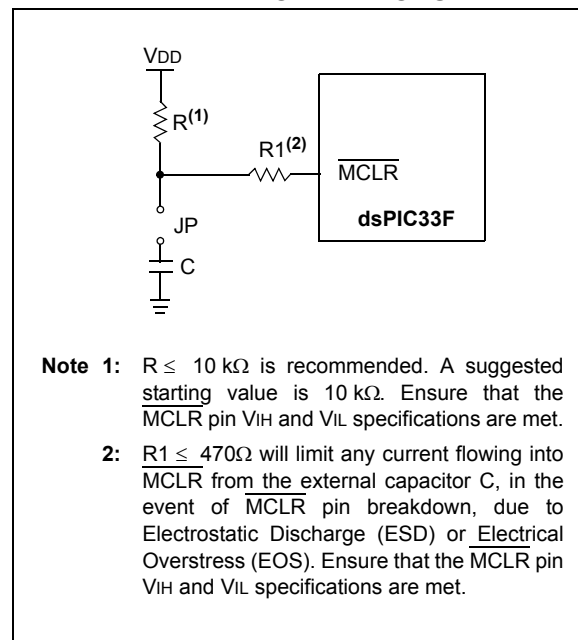 VDD
R(1)
R1(2)
MCLR
dsPIC33F
JP
C
Note 1: R ≤ 10 kΩ is recommended. A suggested
starting value is 10 kΩ. Ensure that the
MCLR pin VIH and VIL specifications are met.
2: R1 ≤ 470Ω will limit any current flowing into
MCLR from the external capacitor C, in the
event of MCLR pin breakdown, due to
Electrostatic Discharge (ESD) or Electrical
Overstress (EOS). Ensure that the MCLR pin
VIH and VIL specifications are met.